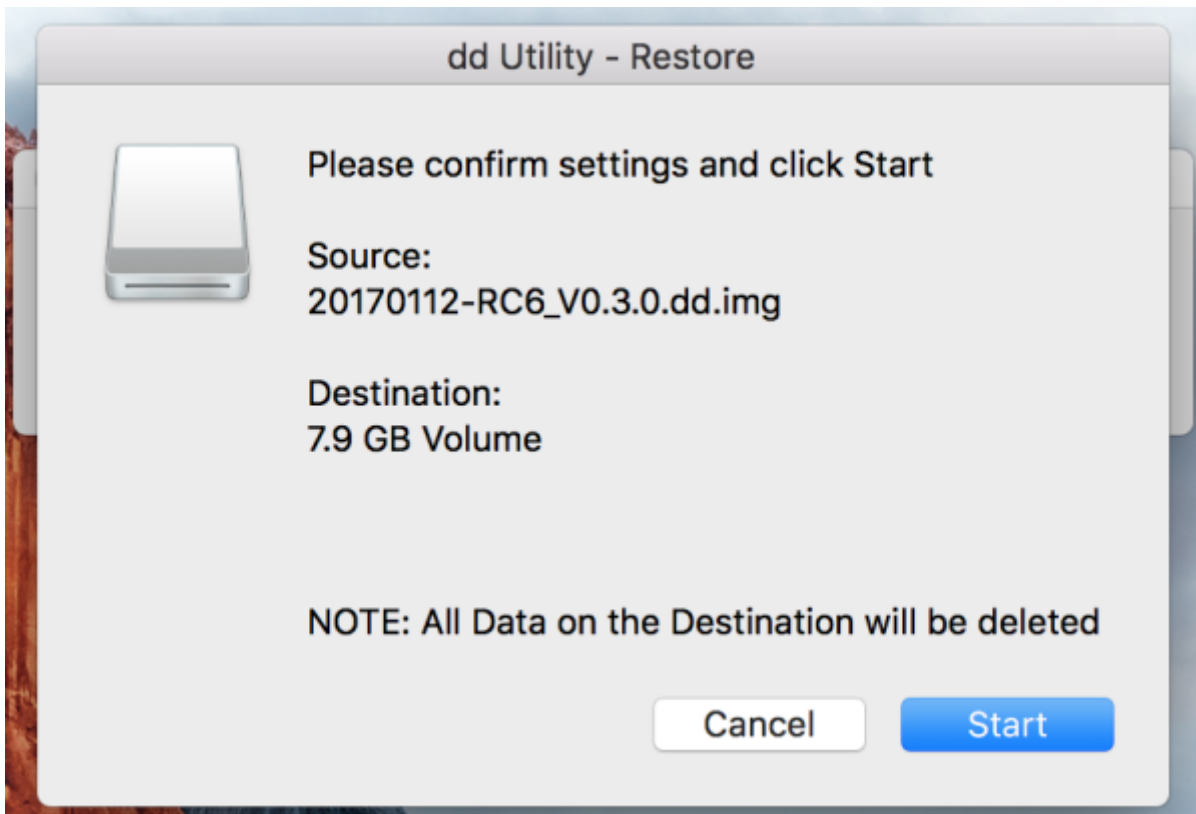 dd Utility - Restore
Please confirm settings and click Start
Source:
20170112-RC6_V0.3.0.dd.img
Destination:
7.9 GB Volume
NOTE: All Data on the Destination will be deleted
Cancel
Start